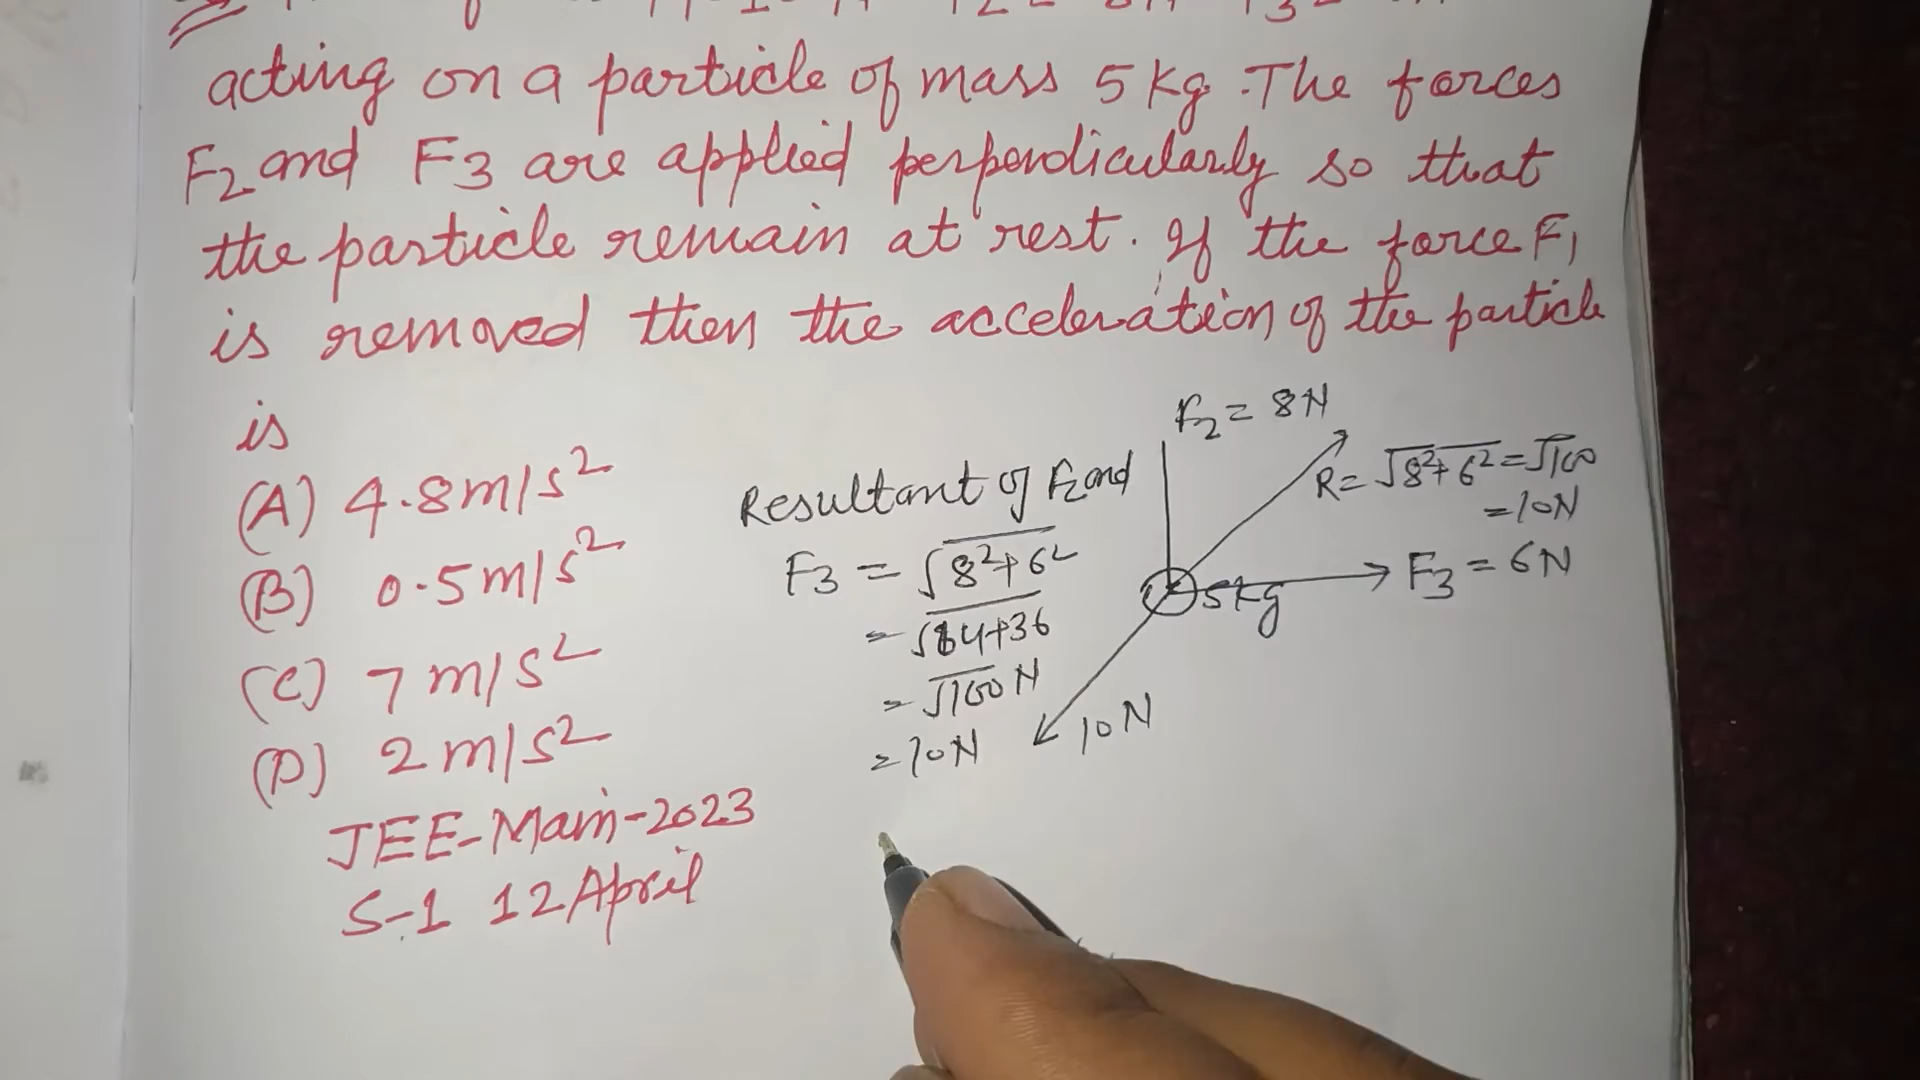 acting on a particle of mass 5 kg. The forces
F2 and F3 are applied perpendicularly so that
the particle remain at rest. If the force F1
is removed then the acceleration of the particle
is
(A) 4.8 m/s²
(B) 0.5 m/s²
(C) 7 m/s²
(D) 2 m/s²
JEE-Main-2023
S-1 12 April
Resultant of F2 and
F3 = √8²+6²
= √64+36
= √100 N
= 10N
F2 = 8N
R = √8²+6² = √100
= 10N
F3 = 6N
5kg
10N